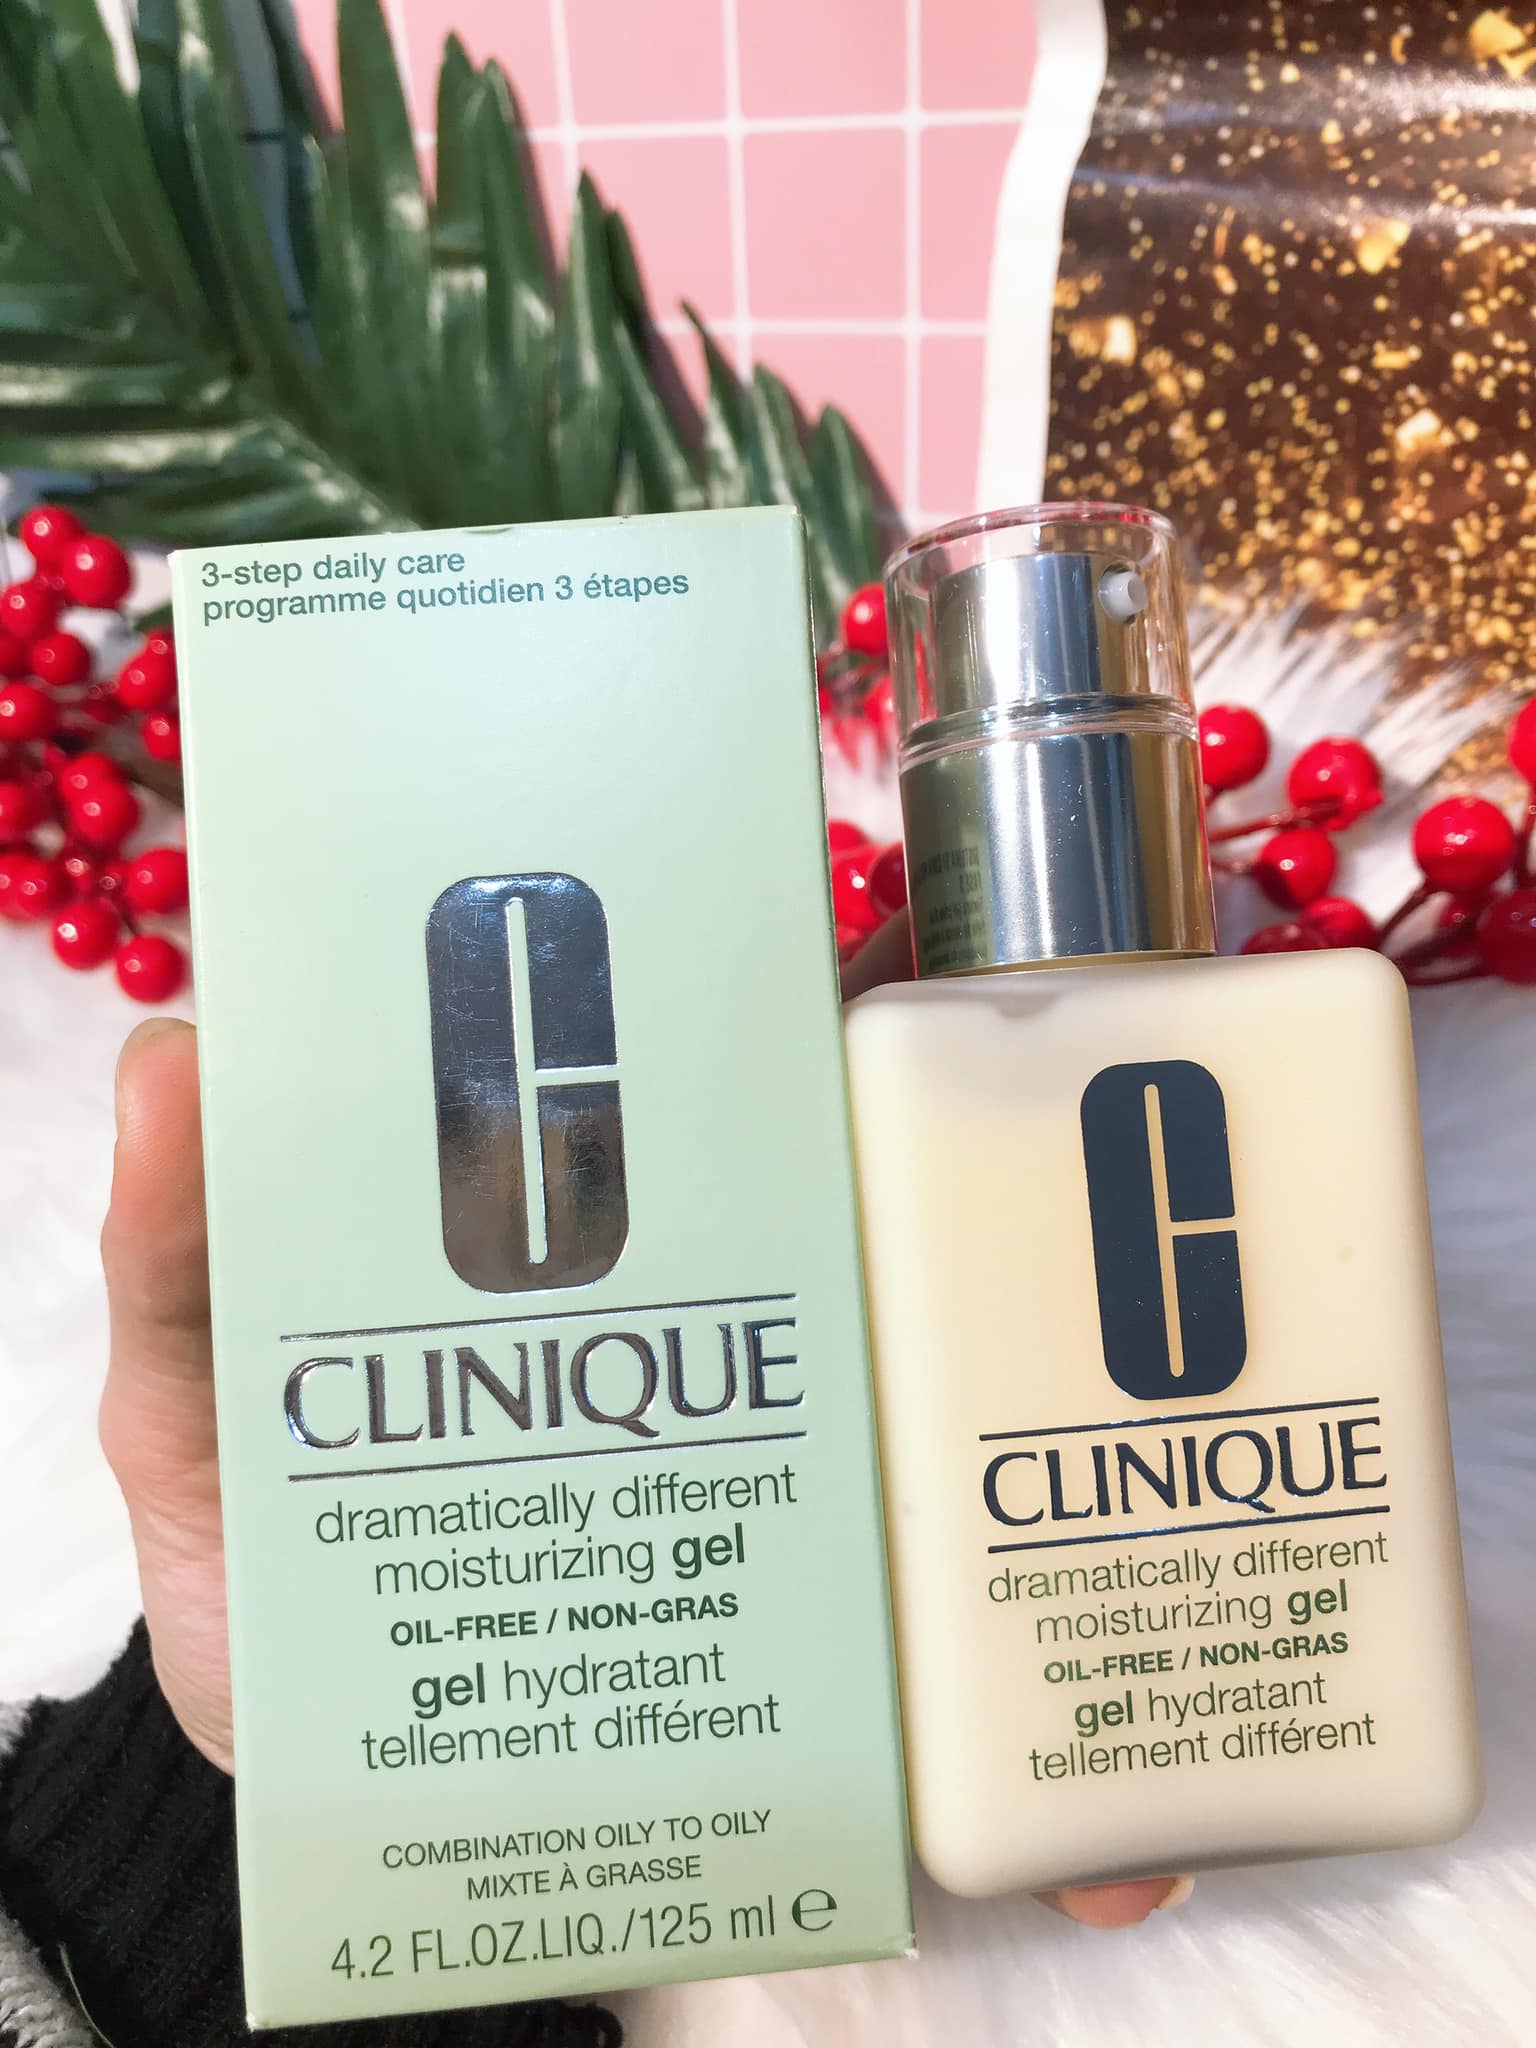 3-step daily care
programme quotidien 3 étapes
C
CLINIQUE
dramatically different
moisturizing gel
OIL-FREE / NON-GRAS
gel hydratant
tellement différent
COMBINATION OILY TO OILY
MIXTE À GRASSE
4.2 FL.OZ.LIQ./125 ml e
C
CLINIQUE
dramatically different
moisturizing gel
OIL-FREE / NON-GRAS
gel hydratant
tellement différent